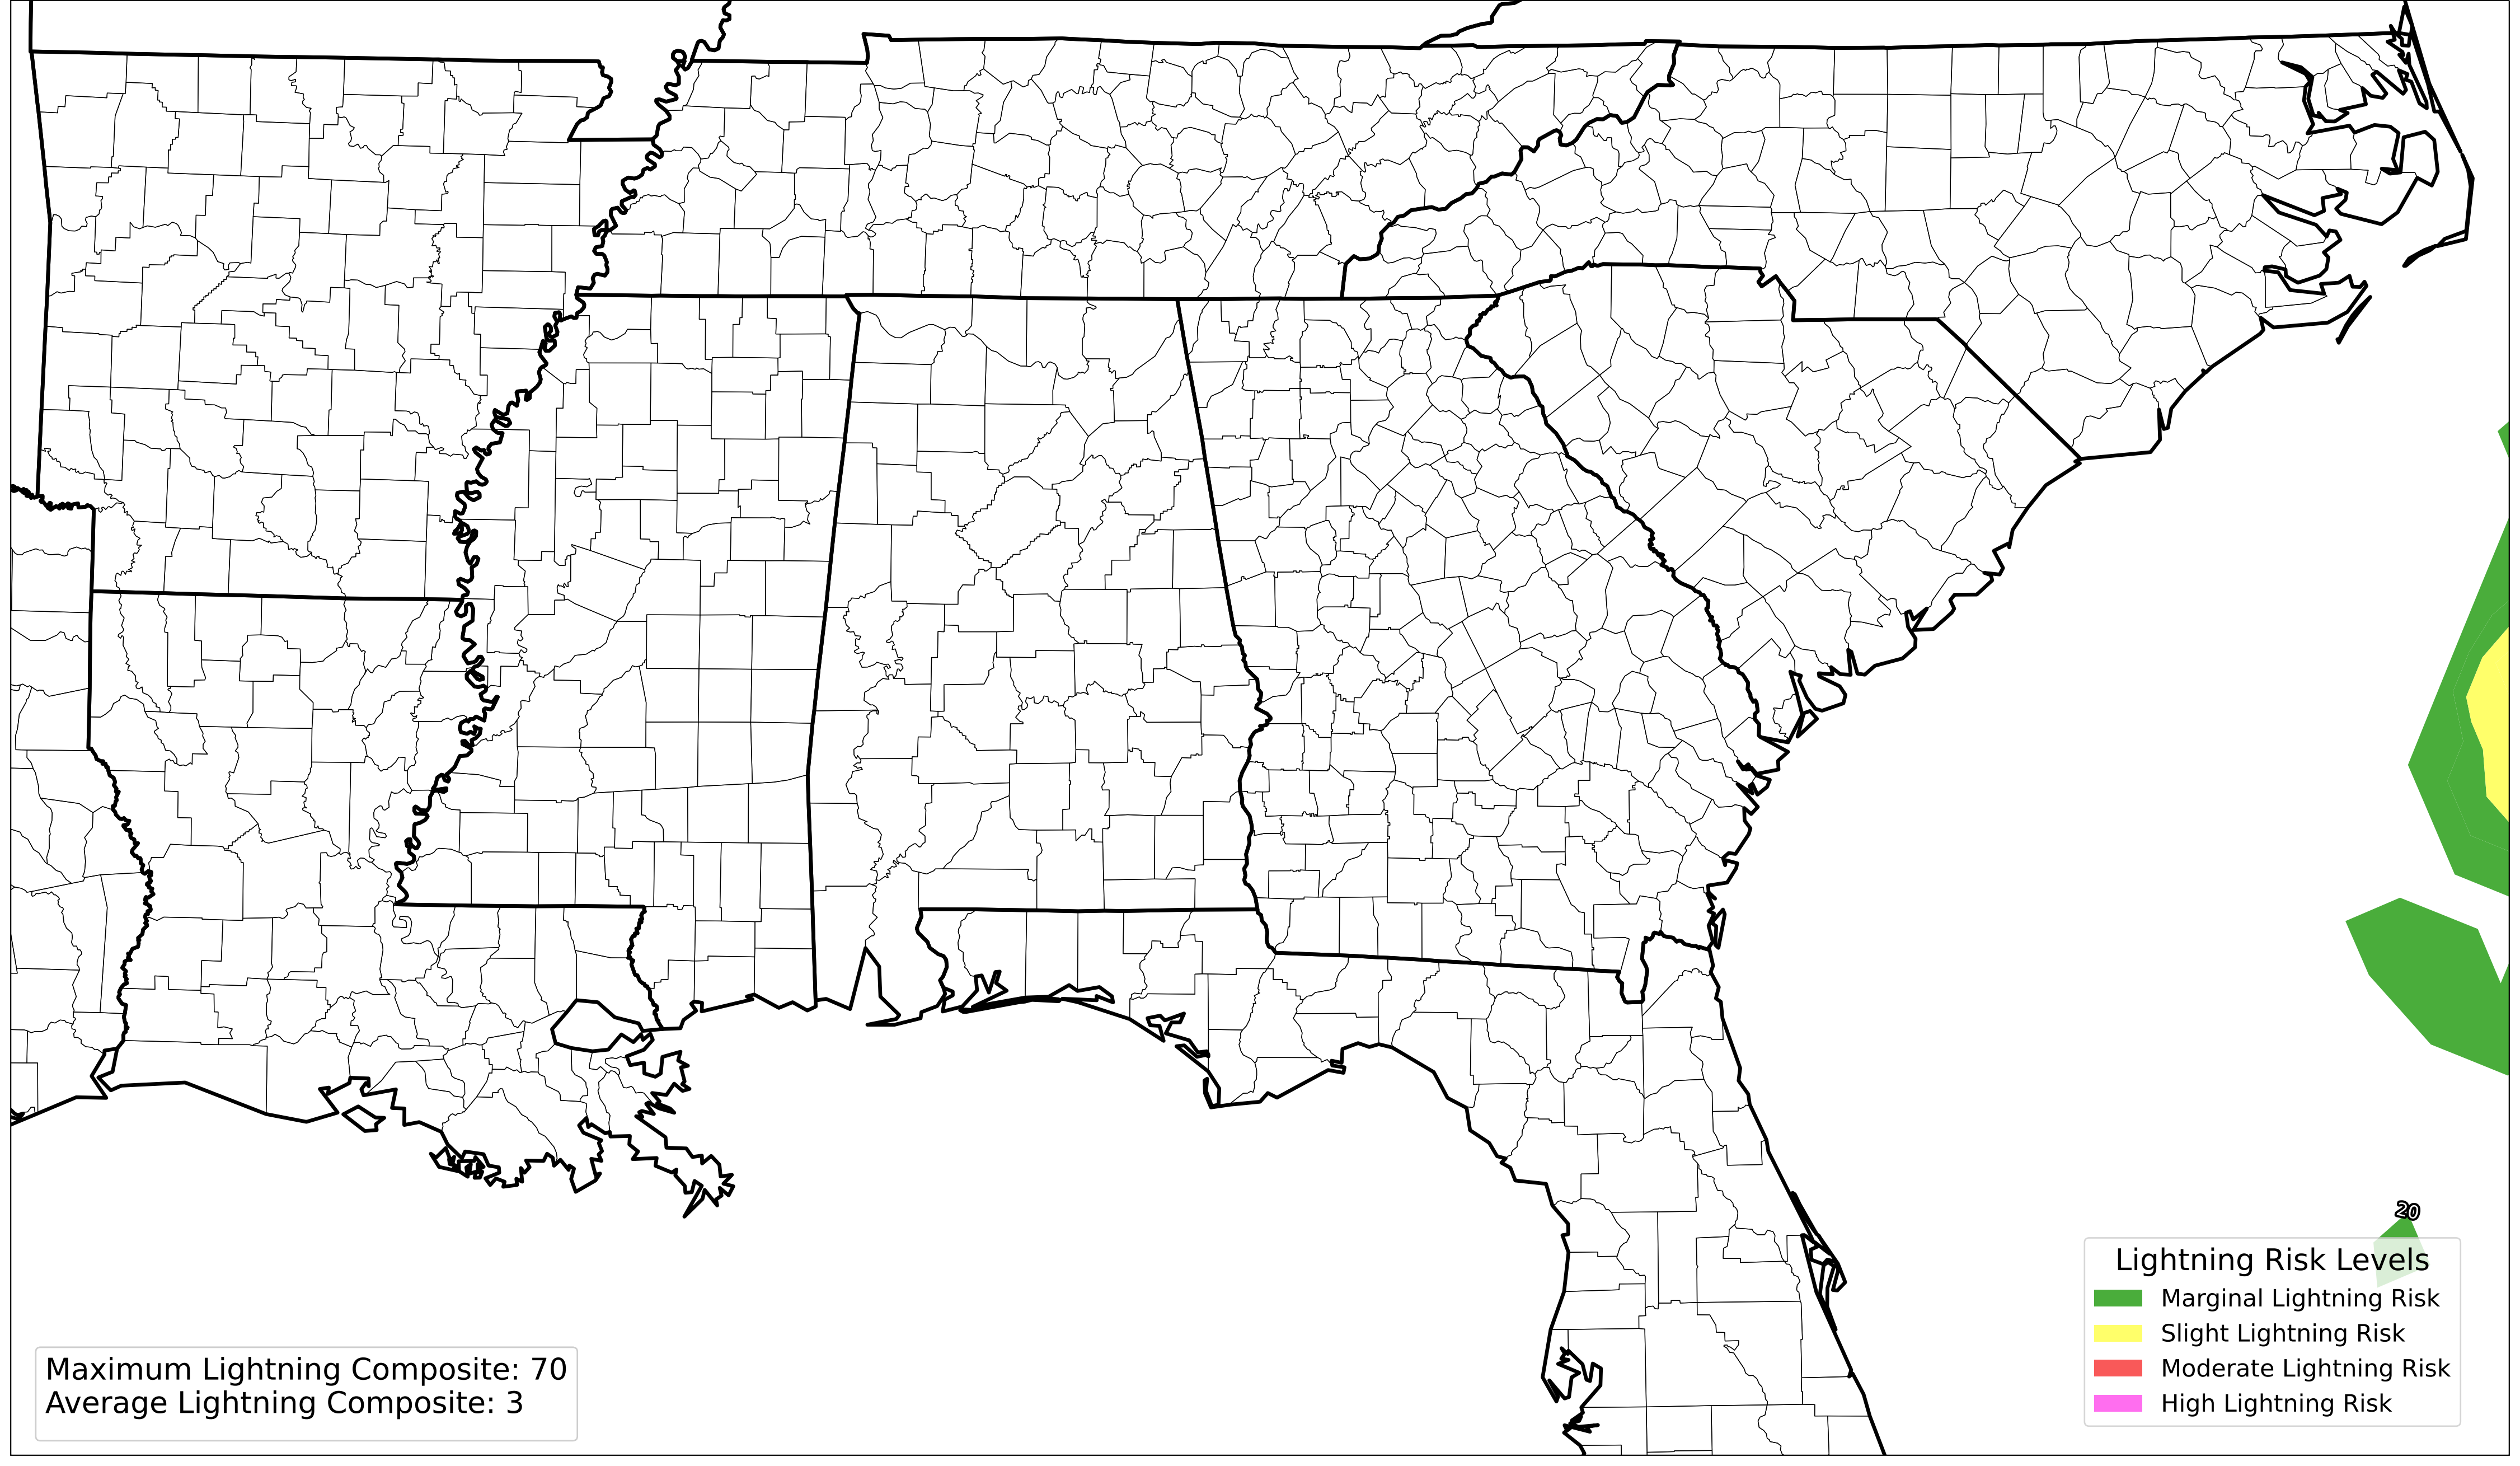 20
Lightning Risk Levels
Marginal Lightning Risk
Slight Lightning Risk
Moderate Lightning Risk
High Lightning Risk
Maximum Lightning Composite: 70
Average Lightning Composite: 3